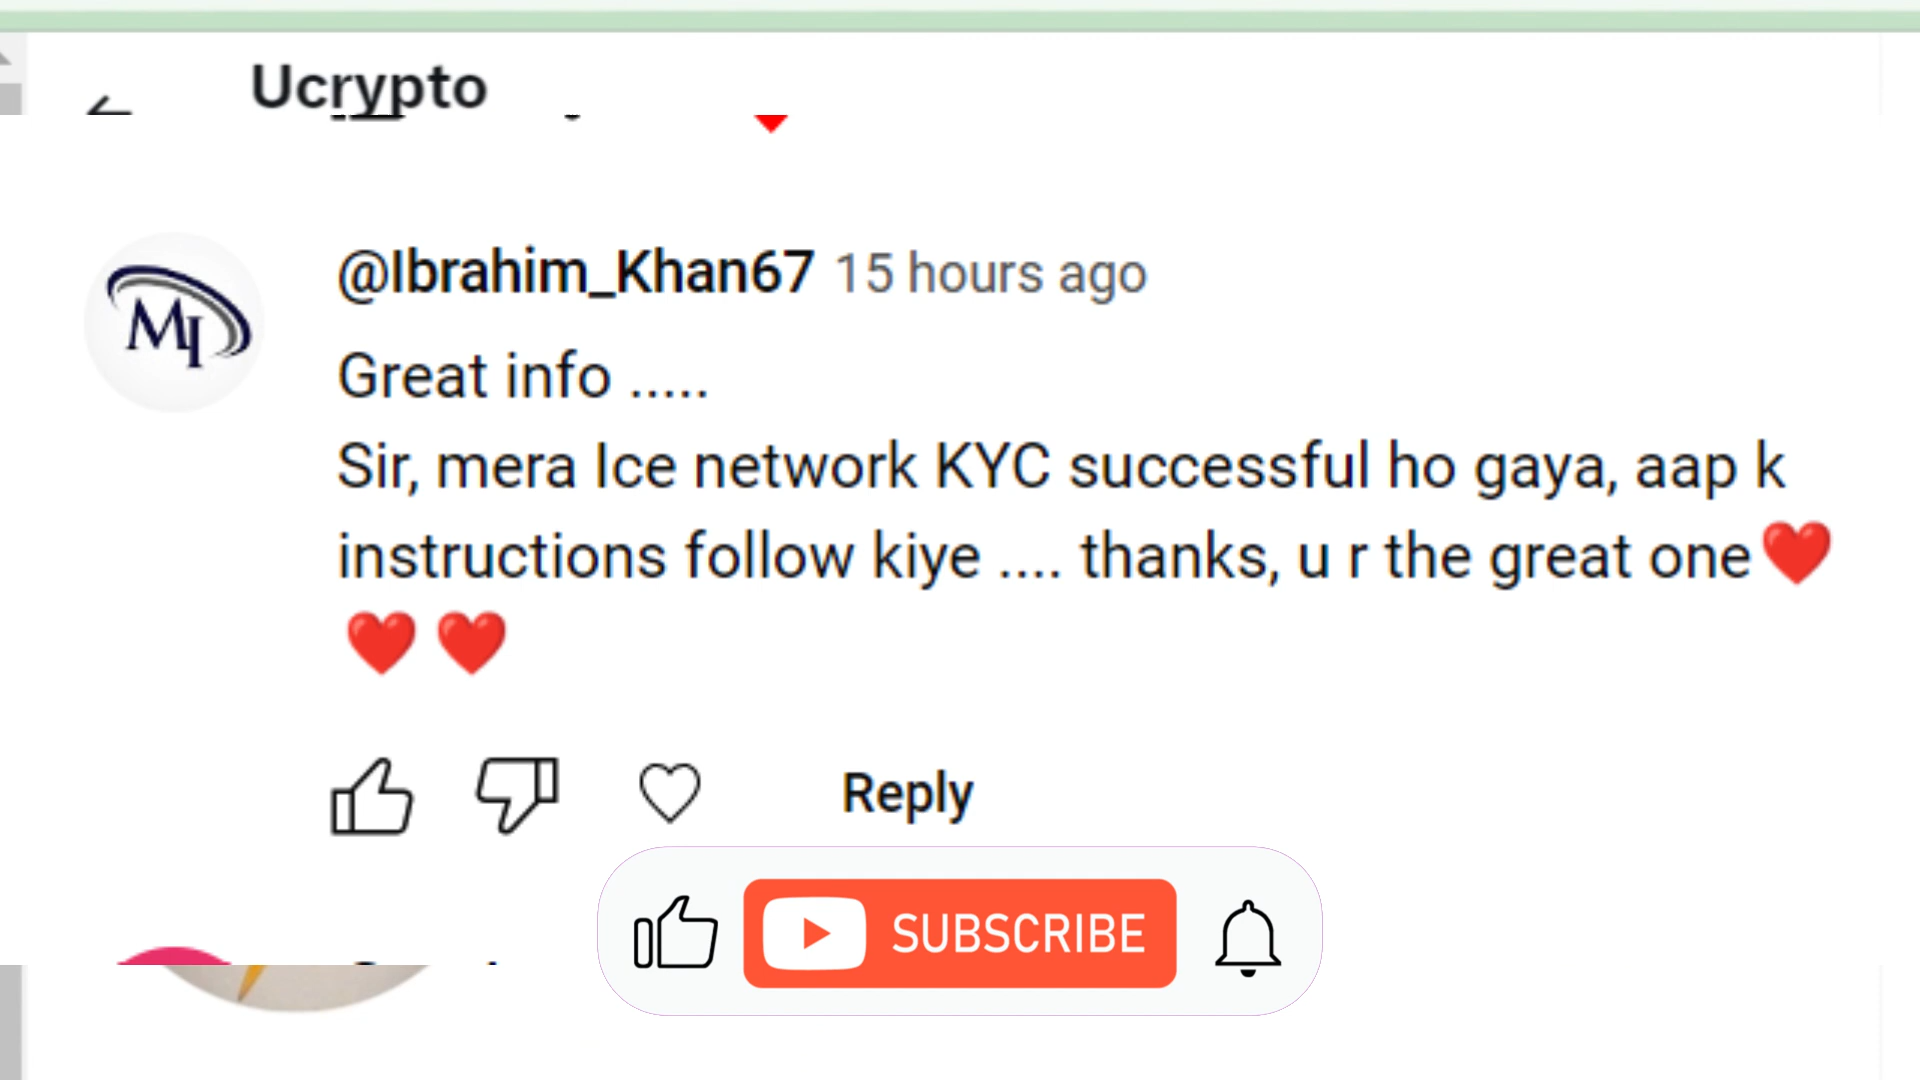 Ucrypto
MI
@Ibrahim_Khan67 15 hours ago
Great info .....
Sir, mera Ice network KYC successful ho gaya, aap k
instructions follow kiye .... thanks, u r the great one❤️
❤️ ❤️
Reply
SUBSCRIBE